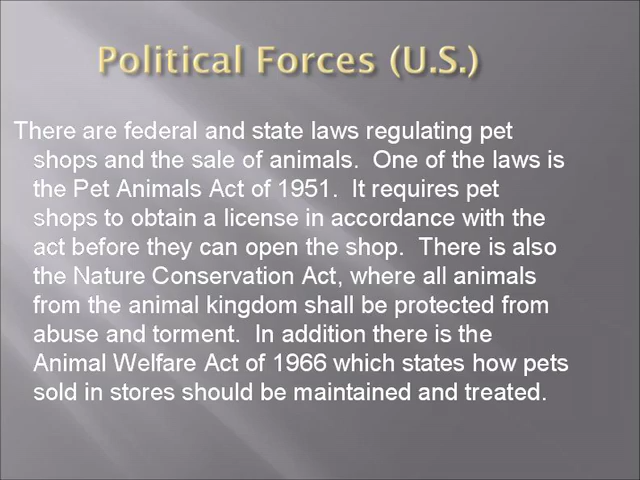 Political Forces (U.S.)
There are federal and state laws regulating pet
shops and the sale of animals.  One of the laws is
the Pet Animals Act of 1951.  It requires pet
shops to obtain a license in accordance with the
act before they can open the shop.  There is also
the Nature Conservation Act, where all animals
from the animal kingdom shall be protected from
abuse and torment.  In addition there is the
Animal Welfare Act of 1966 which states how pets
sold in stores should be maintained and treated.